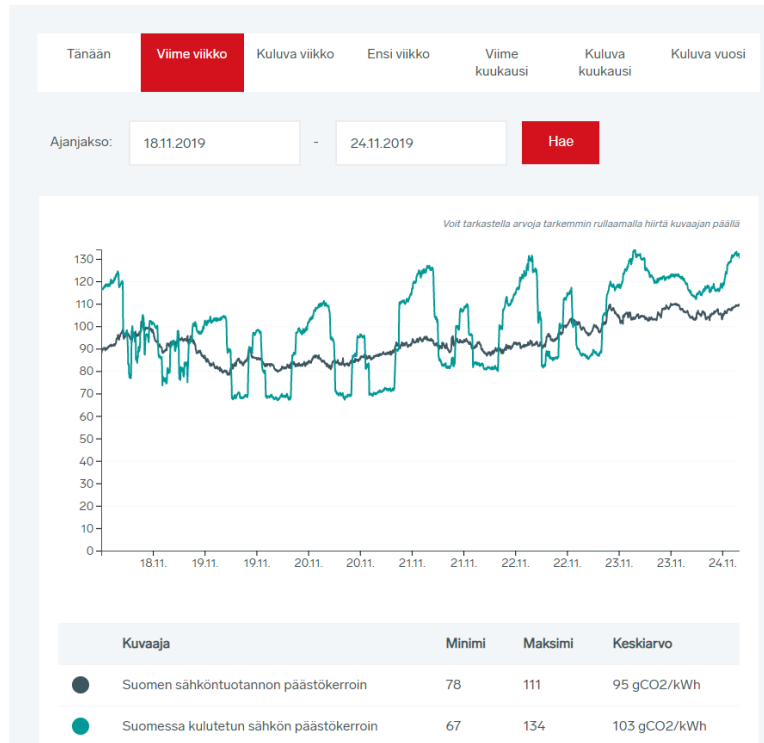 Tänään Viime viikko Kuluva viikko Ensi viikko Viime kuukausi Kuluva kuukausi Kuluva vuosi
Ajanjakso: 18.11.2019 - 24.11.2019 Hae
Voit tarkastella arvoja tarkemmin rullaamalla hiirtä kuvaajan päällä
130
120
110
100
90
80
70
60
50
40
30
20
10
0
18.11. 19.11. 19.11. 20.11. 20.11. 21.11. 21.11. 22.11. 22.11. 23.11. 23.11. 24.11.
Kuvaaja Minimi Maksimi Keskiarvo
Suomen sähköntuotannon päästökerroin 78 111 95 gCO2/kWh
Suomessa kulutetun sähkön päästökerroin 67 134 103 gCO2/kWh